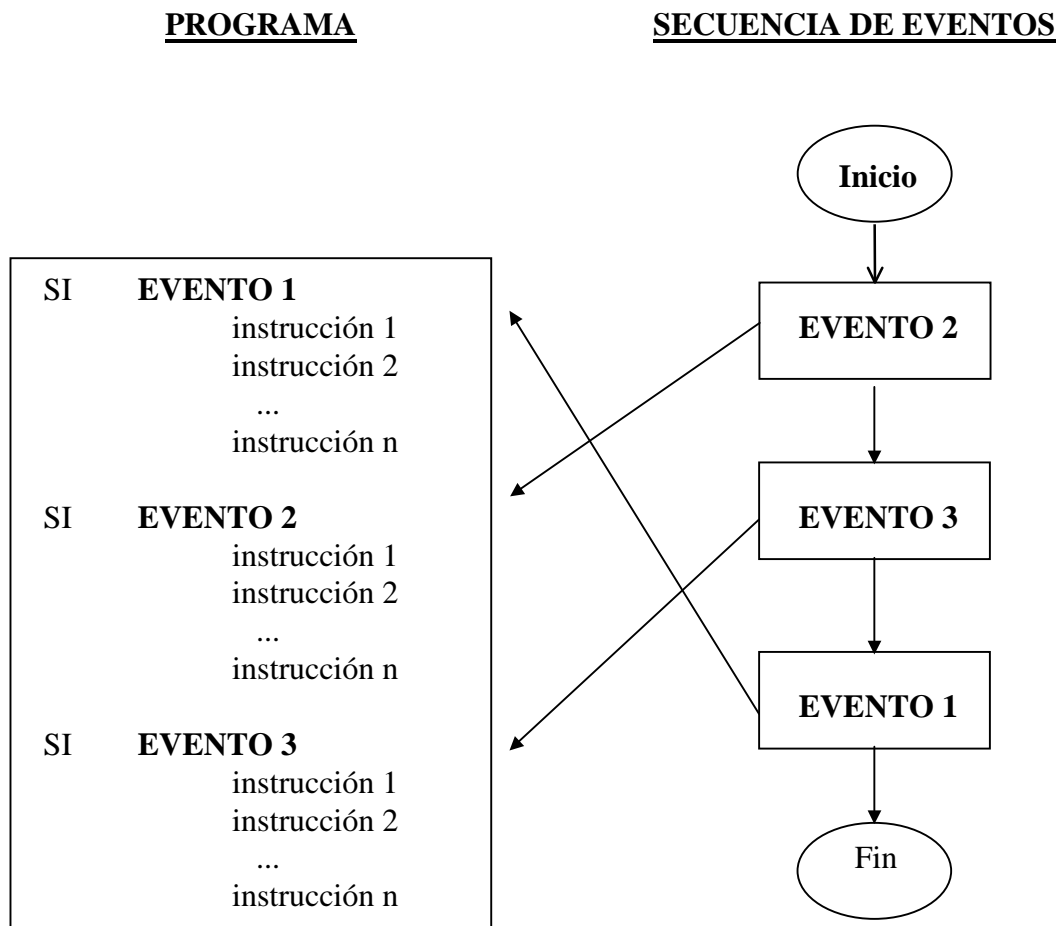 PROGRAMA
SECUENCIA DE EVENTOS
SI EVENTO 1
instrucción 1
instrucción 2
...
instrucción n
SI EVENTO 2
instrucción 1
instrucción 2
...
instrucción n
SI EVENTO 3
instrucción 1
instrucción 2
...
instrucción n
Inicio
EVENTO 2
EVENTO 3
EVENTO 1
Fin